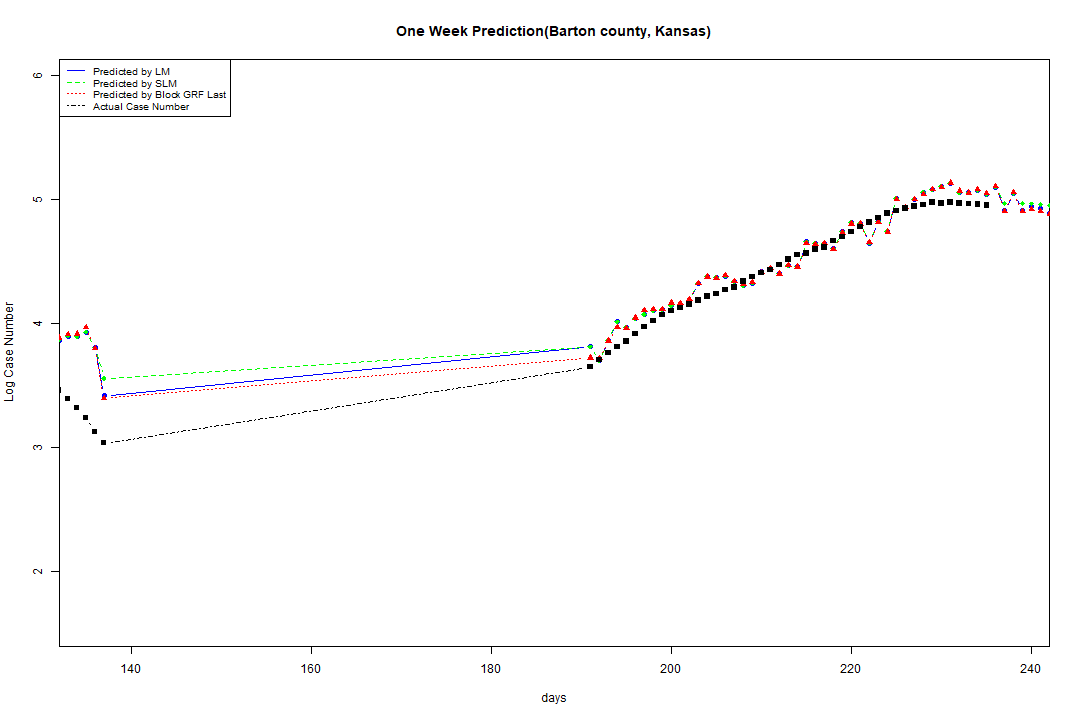 One Week Prediction(Barton county, Kansas)
Predicted by LM
Predicted by SLM
Predicted by Block GRF Last
Actual Case Number
6
5
4
3
2
Log Case Number
140 160 180 200 220 240
days